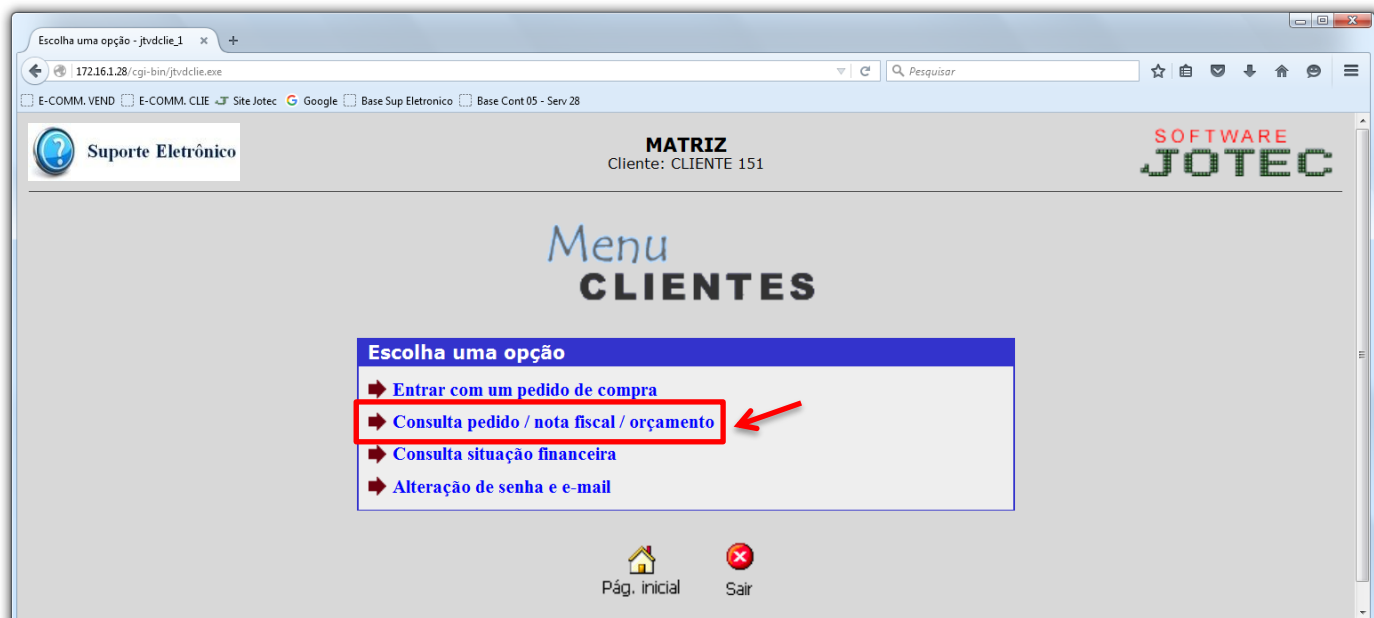 Escolha uma opção - jtvdclie_1
172.16.1.28/cgi-bin/jtvdclie.exe
Pesquisar
E-COMM. VEND E-COMM. CLIE Site Jotec Google Base Sup Eletronico Base Cont 05 - Serv 28
Suporte Eletrônico
MATRIZ
Cliente: CLIENTE 151
SOFTWARE
JOTEC
Menu
CLIENTES
Escolha uma opção
Entrar com um pedido de compra
Consulta pedido / nota fiscal / orçamento
Consulta situação financeira
Alteração de senha e e-mail
Pág. inicial Sair